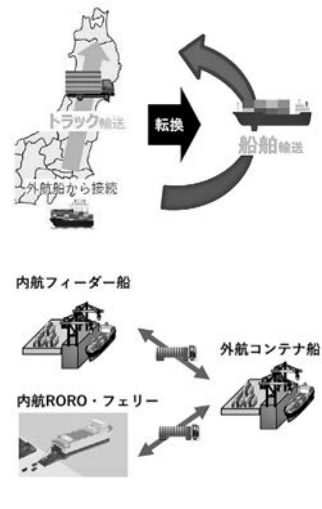 トラック輸送
転換
船舶輸送
外航船から接続
内航フィーダー船
外航コンテナ船
内航RORO・フェリー